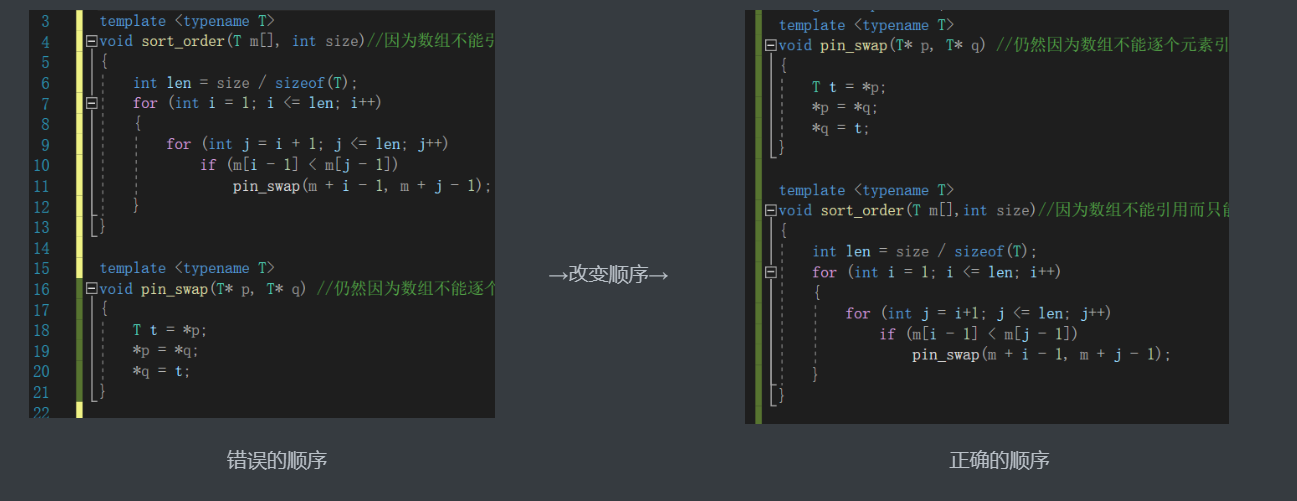 3 template <typename T>
4 void sort_order(T m[], int size)//因为数组不能引
5 {
6 int len = size / sizeof(T);
7 for (int i = 1; i <= len; i++)
8 {
9 for (int j = i + 1; j <= len; j++)
10 if (m[i - 1] < m[j - 1])
11 pin_swap(m + i - 1, m + j - 1);
12 }
13 }
14
15 template <typename T>
16 void pin_swap(T* p, T* q) //仍然因为数组不能逐个
17 {
18 T t = *p;
19 *p = *q;
20 *q = t;
21 }
22
错误的顺序
→改变顺序→
template <typename T>
void pin_swap(T* p, T* q) //仍然因为数组不能逐个元素引
{
T t = *p;
*p = *q;
*q = t;
}
template <typename T>
void sort_order(T m[],int size)//因为数组不能引用而只能
{
int len = size / sizeof(T);
for (int i = 1; i <= len; i++)
{
for (int j = i+1; j <= len; j++)
if (m[i - 1] < m[j - 1])
pin_swap(m + i - 1, m + j - 1);
}
}
正确的顺序